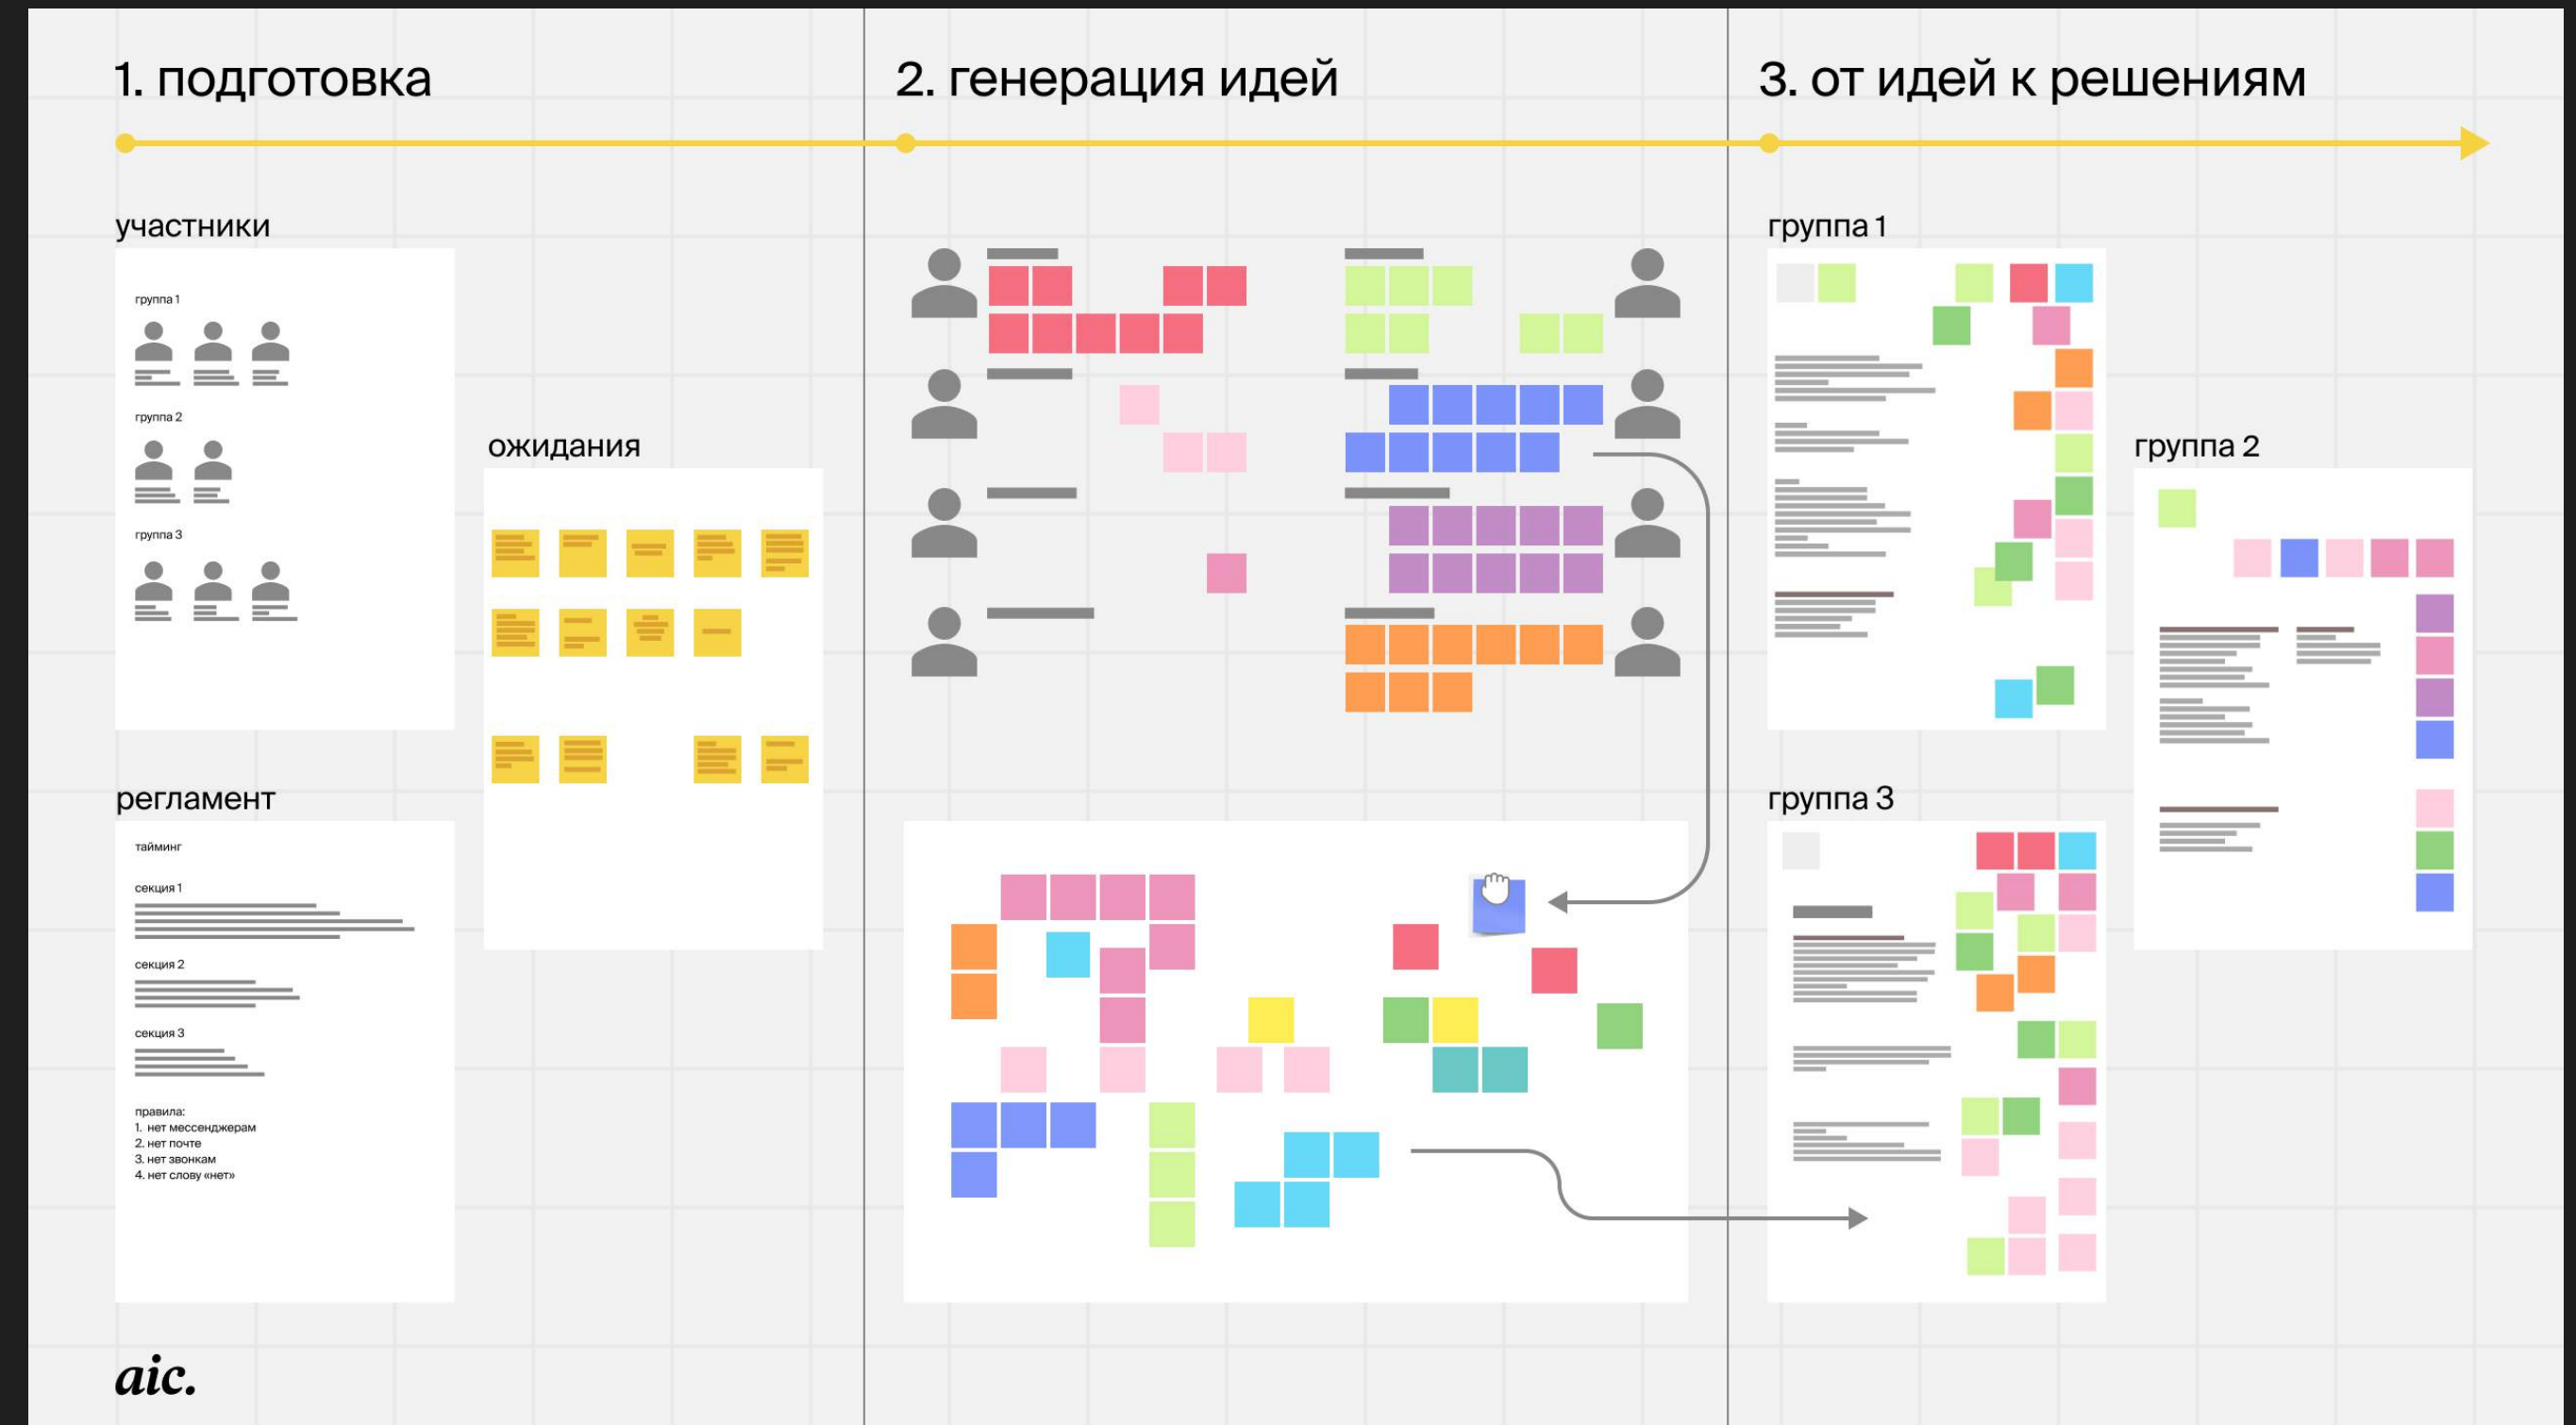 1. подготовка
участники
группа 1
группа 2
группа 3
ожидания
регламент
тайминг
секция 1
секция 2
секция 3
правила:
1. нет мессенджерам
2. нет почте
3. нет звонкам
4. нет слову «нет»
2. генерация идей
3. от идей к решениям
группа 1
группа 2
группа 3
aic.